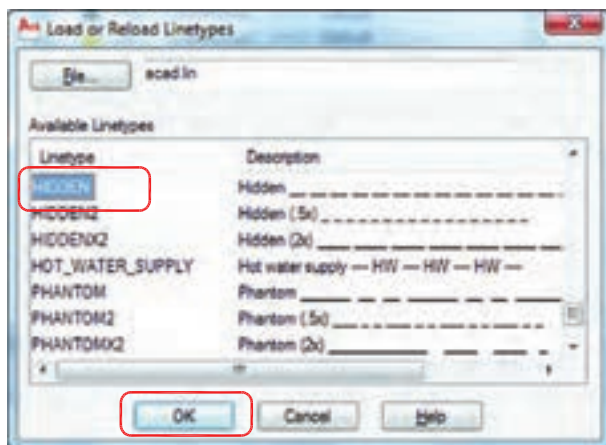 Load or Reload Linetypes
File... acad.lin
Available Linetypes
Linetype Description
HIDDEN Hidden
HIDDEN2 Hidden (.5x)
HIDDENX2 Hidden (2x)
HOT_WATER_SUPPLY Hot water supply — HW — HW — HW —
PHANTOM Phantom
PHANTOM2 Phantom (.5x)
PHANTOMX2 Phantom (2x)
OK Cancel Help